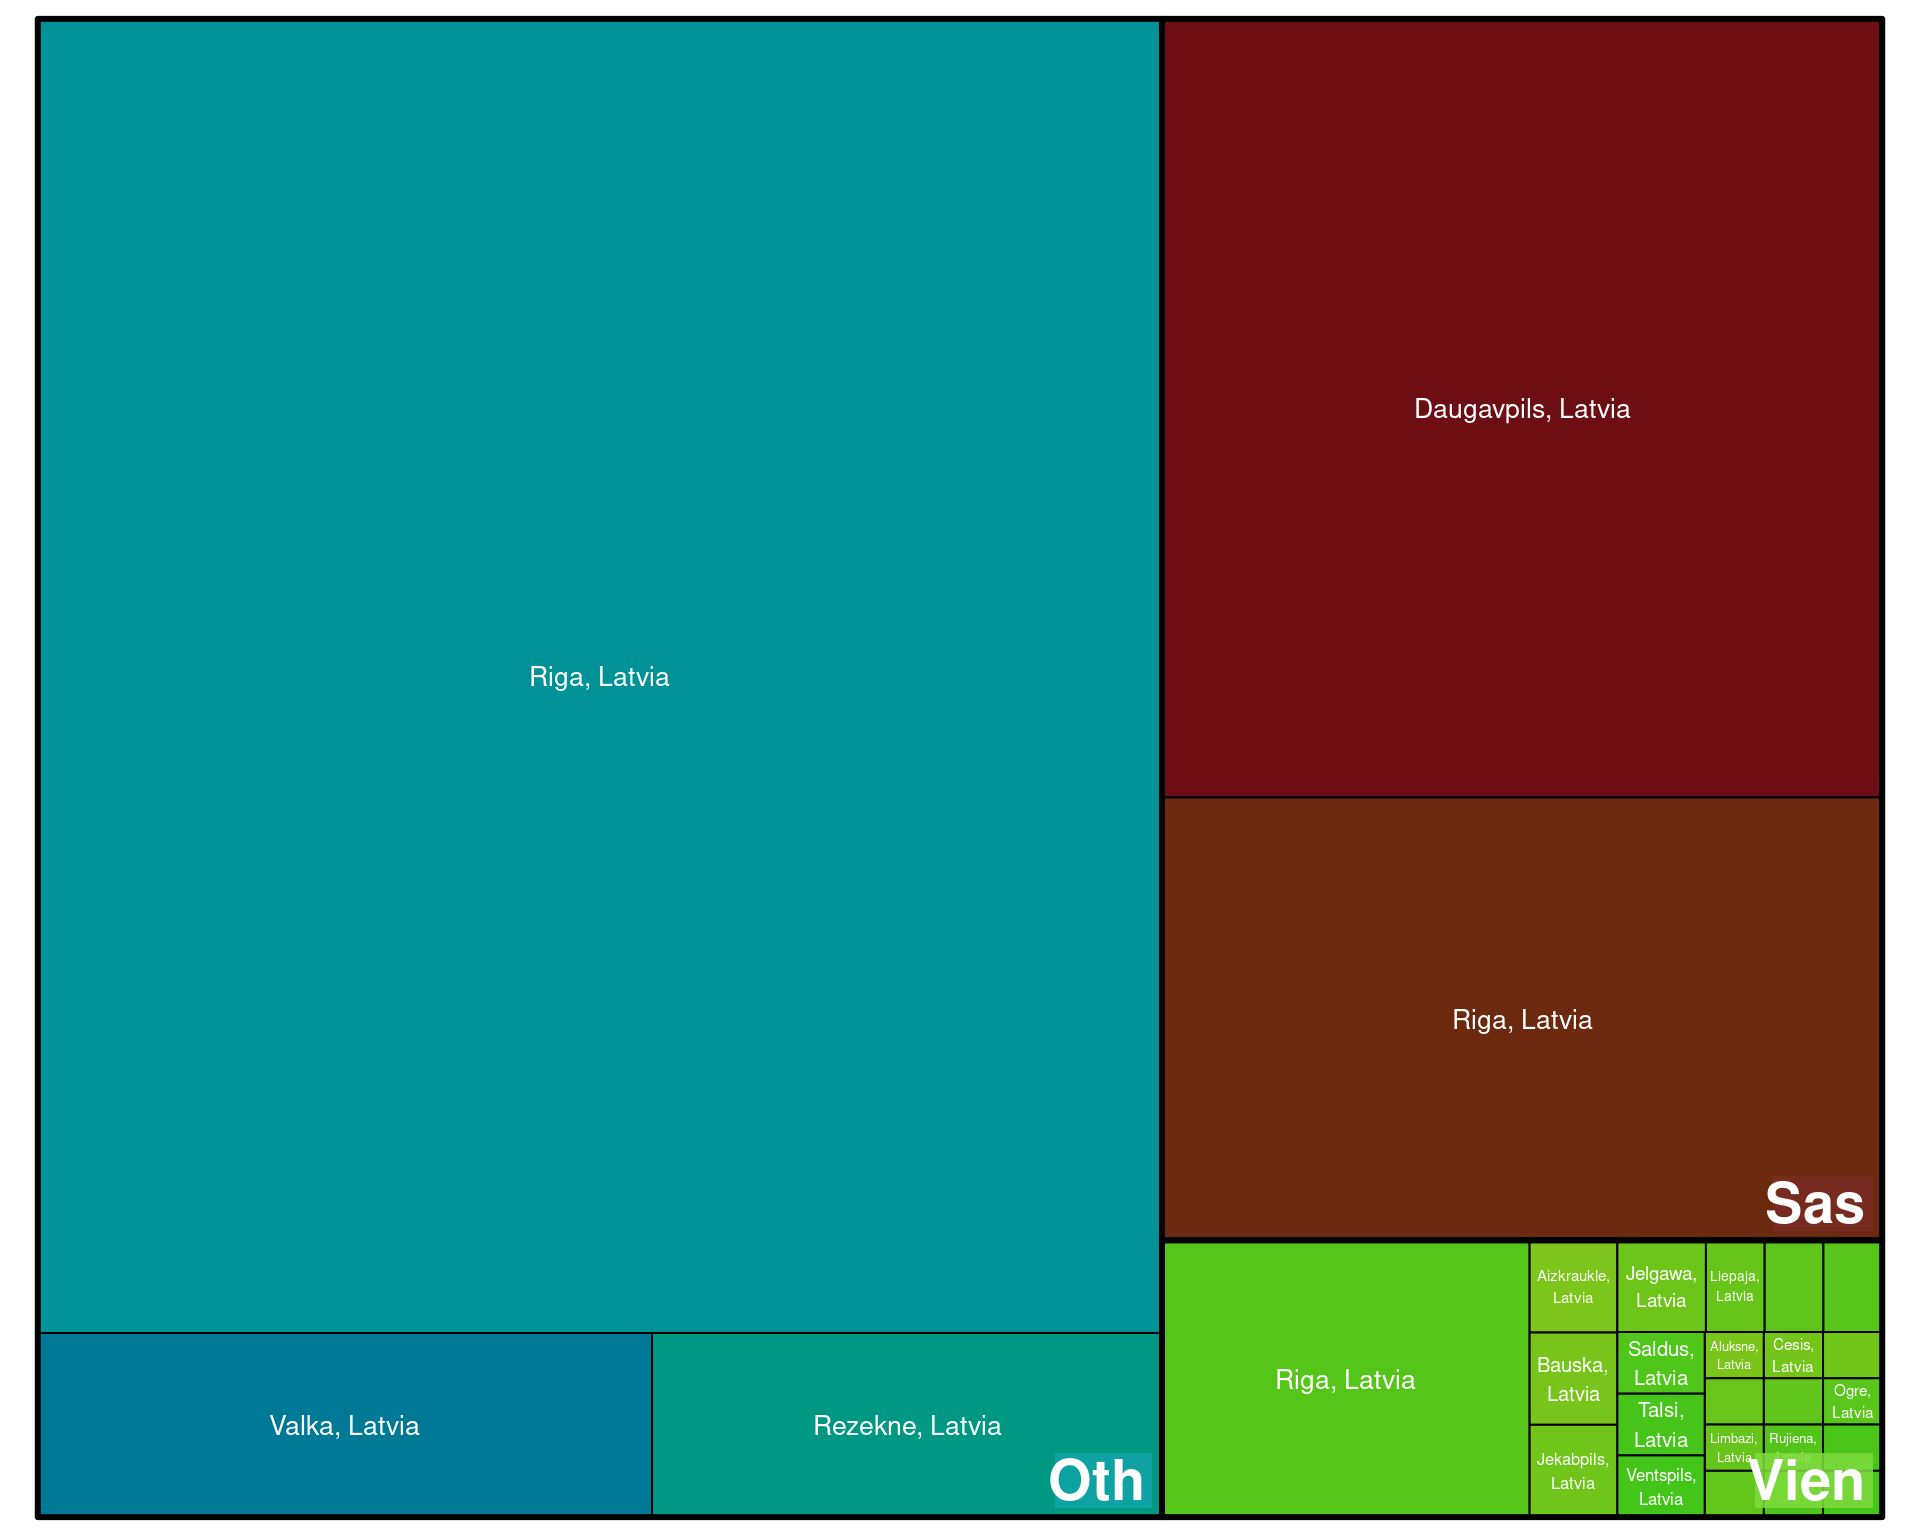 Riga, Latvia
Valka, Latvia
Rezekne, Latvia
Oth
Daugavpils, Latvia
Riga, Latvia
Sas
Riga, Latvia
Aizkraukle,
Latvia
Bauska,
Latvia
Jekabpils,
Latvia
Jelgawa,
Latvia
Saldus,
Latvia
Talsi,
Latvia
Ventspils,
Latvia
Liepaja,
Latvia
Aluksne,
Latvia
Cesis,
Latvia
Ogre,
Latvia
Limbazi,
Latvia
Rujiena,
Vien